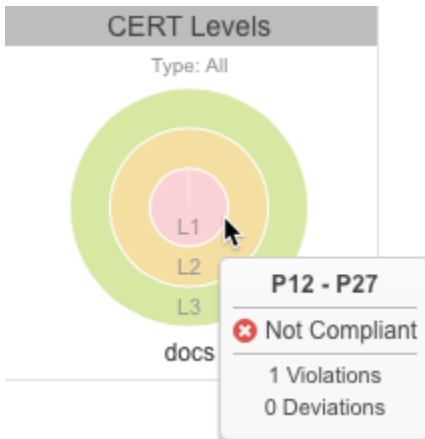 CERT Levels
Type: All
L1
L2
L3
docs
P12 - P27
Not Compliant
1 Violations
0 Deviations